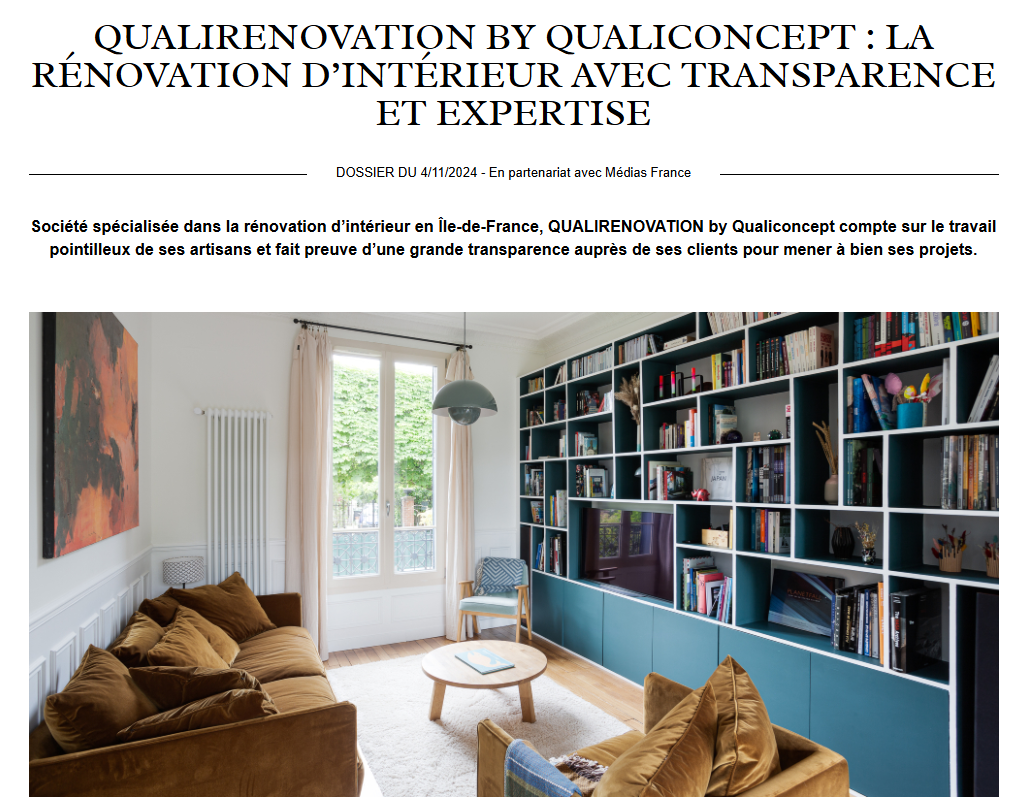 QUALIRENOVATION BY QUALICONCEPT : LA
RÉNOVATION D’INTÉRIEUR AVEC TRANSPARENCE
ET EXPERTISE
DOSSIER DU 4/11/2024 - En partenariat avec Médias France
Société spécialisée dans la rénovation d’intérieur en Île-de-France, QUALIRENOVATION by Qualiconcept compte sur le travail
pointilleux de ses artisans et fait preuve d’une grande transparence auprès de ses clients pour mener à bien ses projets.